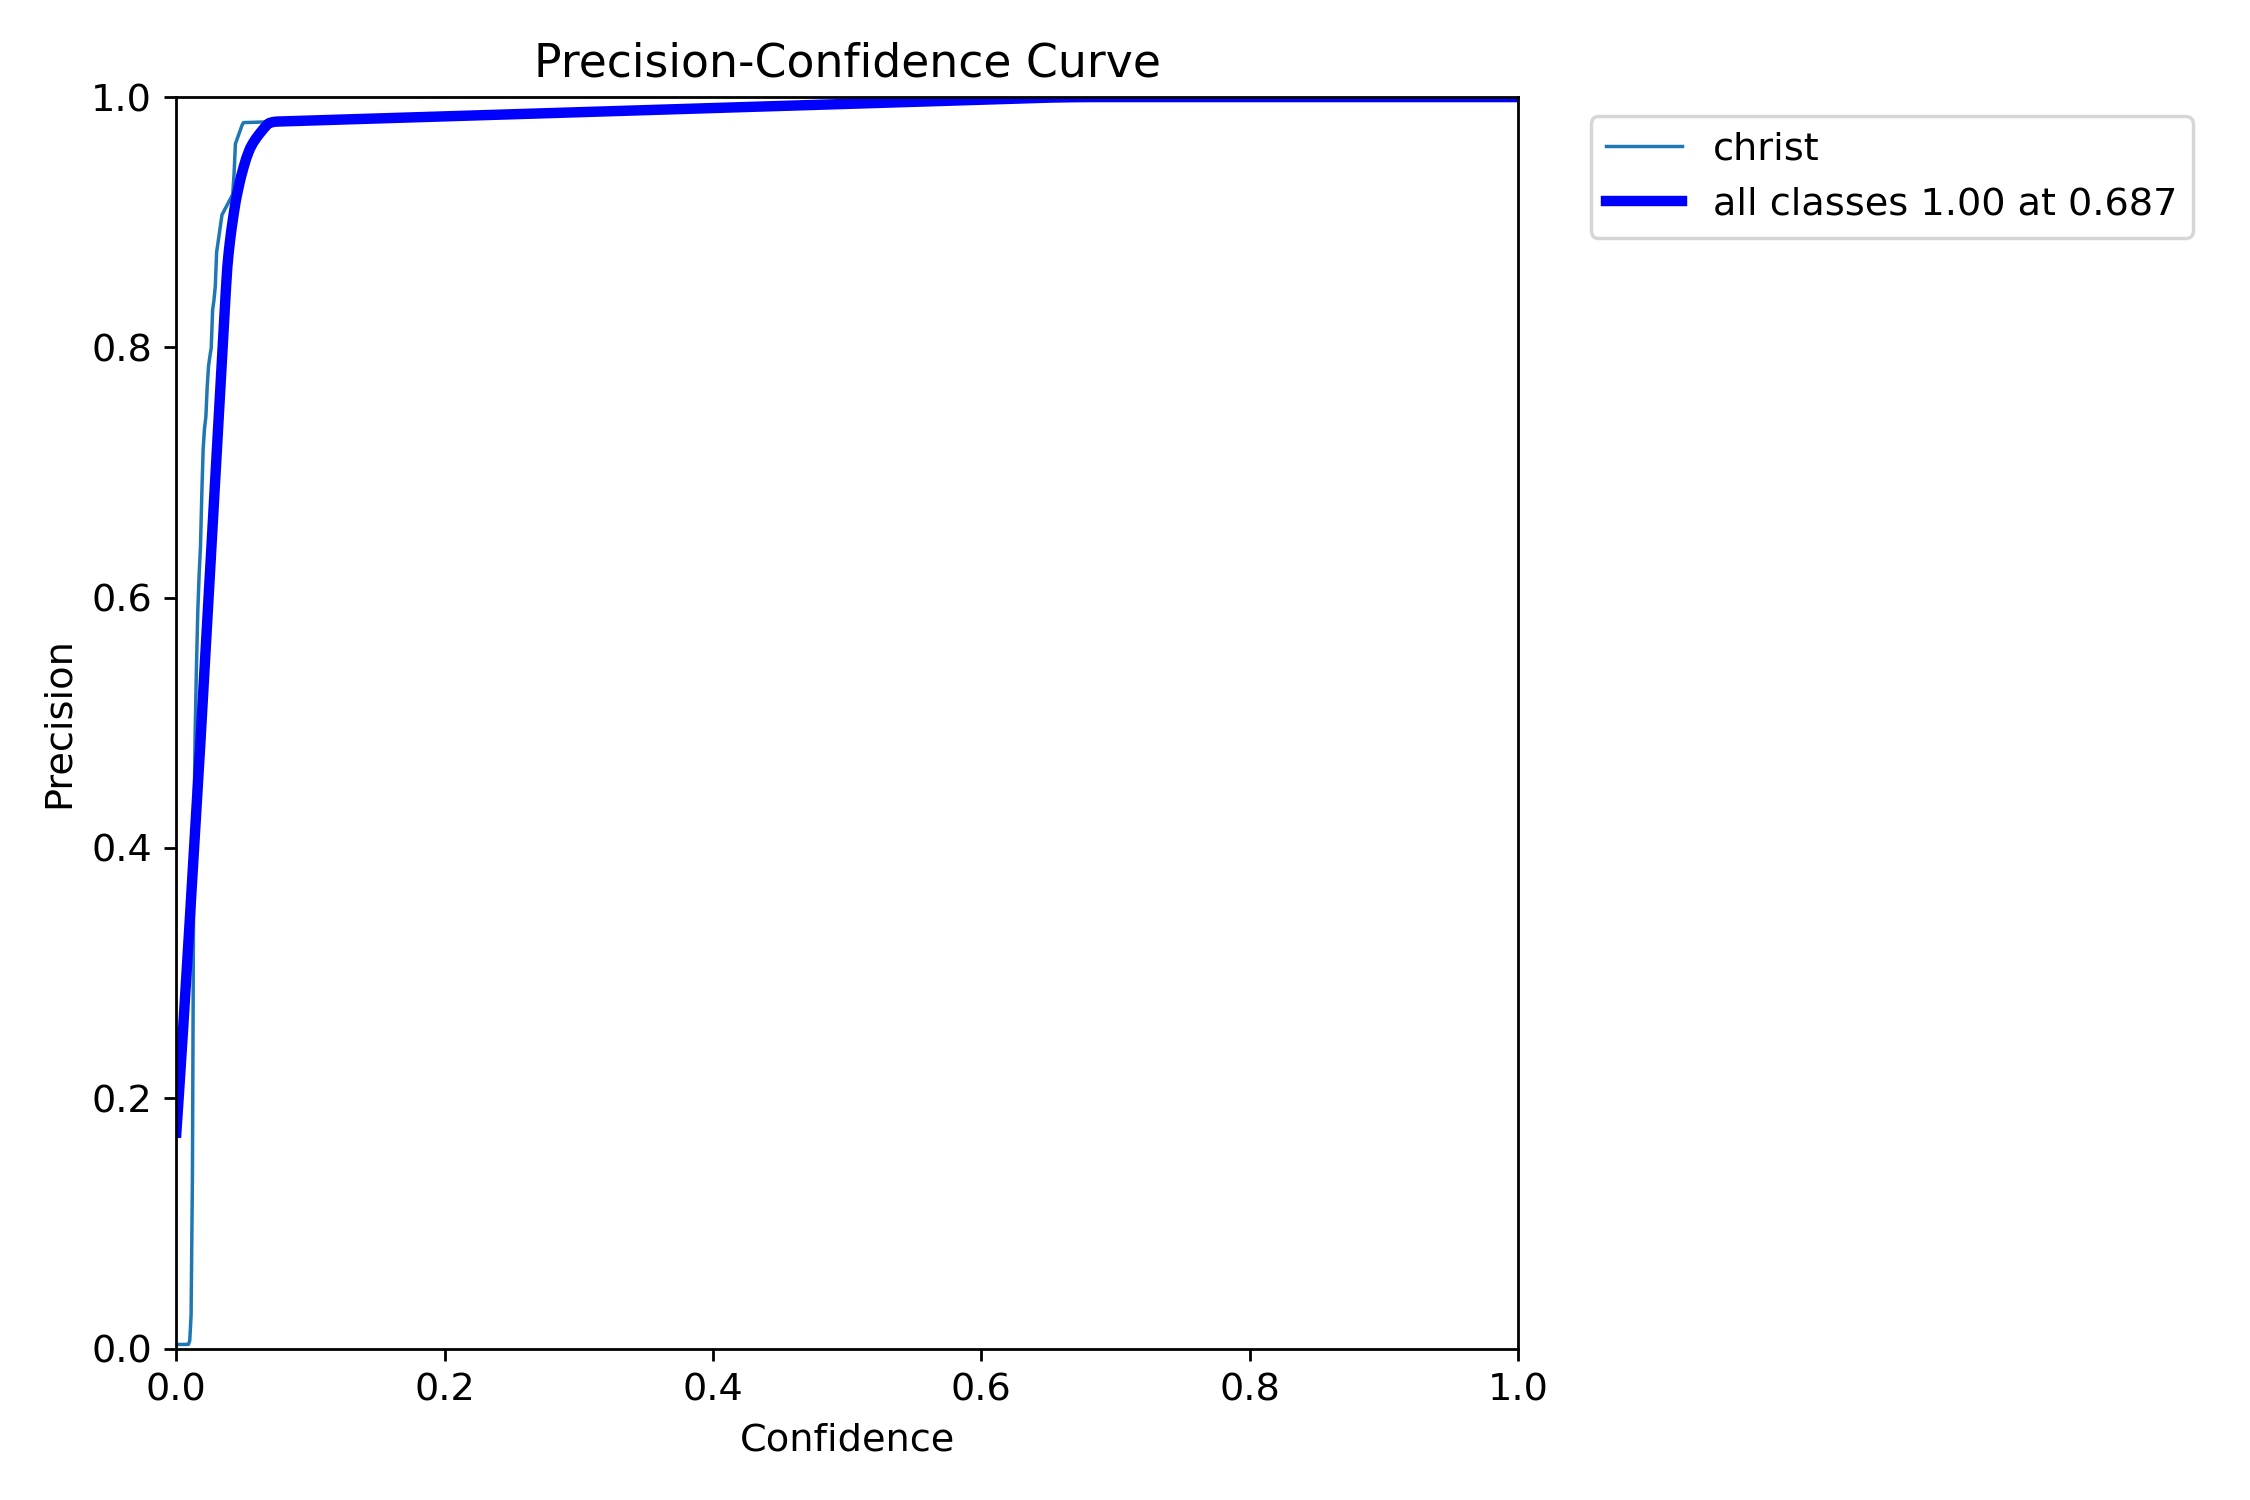 Precision-Confidence Curve
1.0
0.8
0.6
0.4
0.2
0.0
Precision
0.0 0.2 0.4 0.6 0.8 1.0
Confidence
christ
all classes 1.00 at 0.687